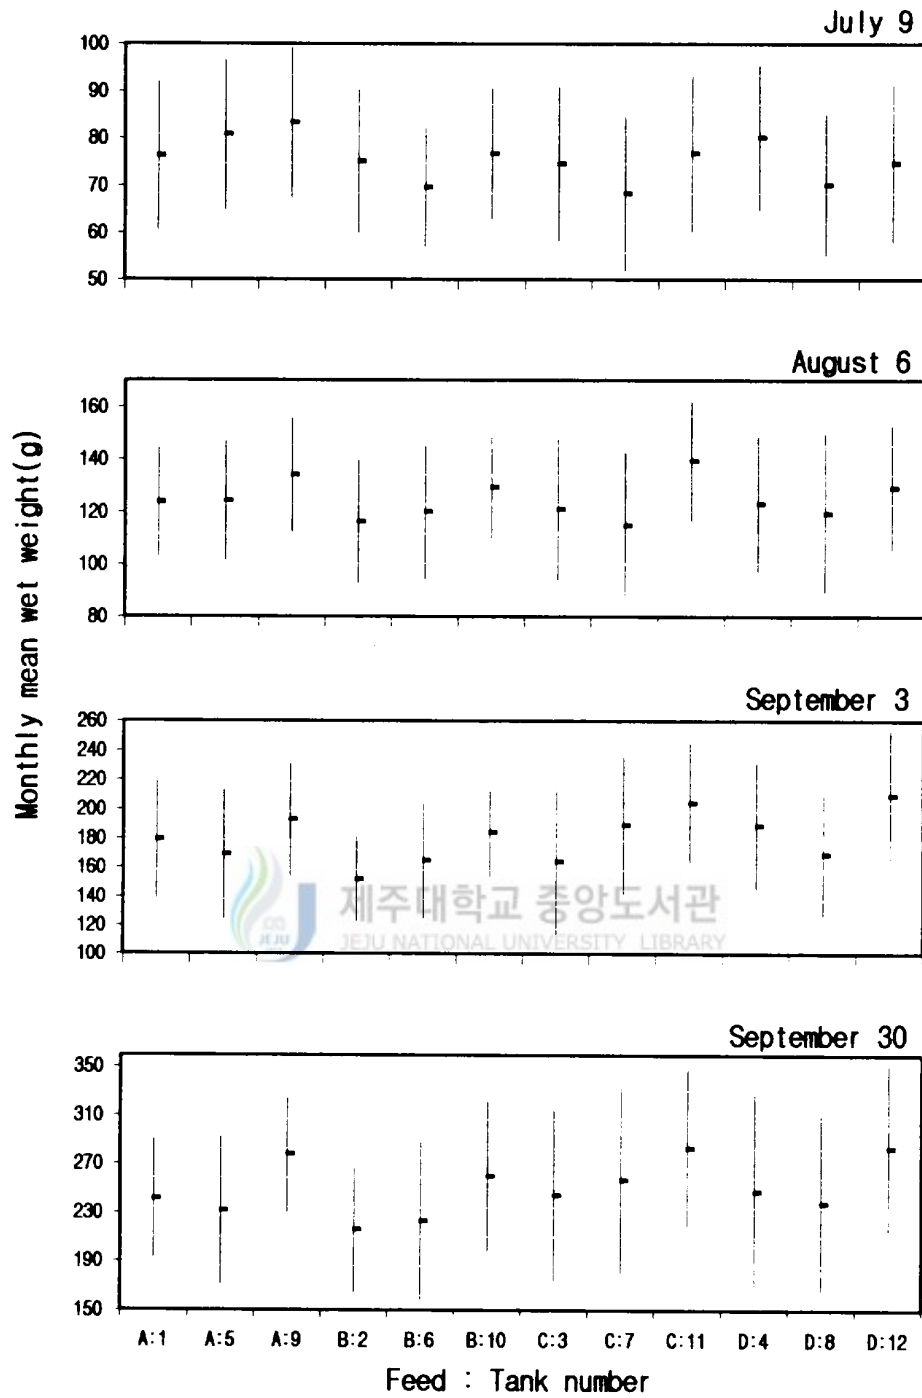 July 9
100
90
80
70
60
50
August 6
160
140
120
100
80
September 3
260
240
220
200
180
160
140
120
100
제주대학교 중앙도서관
JEJU NATIONAL UNIVERSITY LIBRARY
JEJU
September 30
350
310
270
230
190
150
A:1 A:5 A:9 B:2 B:6 B:10 C:3 C:7 C:11 D:4 D:8 D:12
Feed : Tank number
Monthly mean wet weight(g)